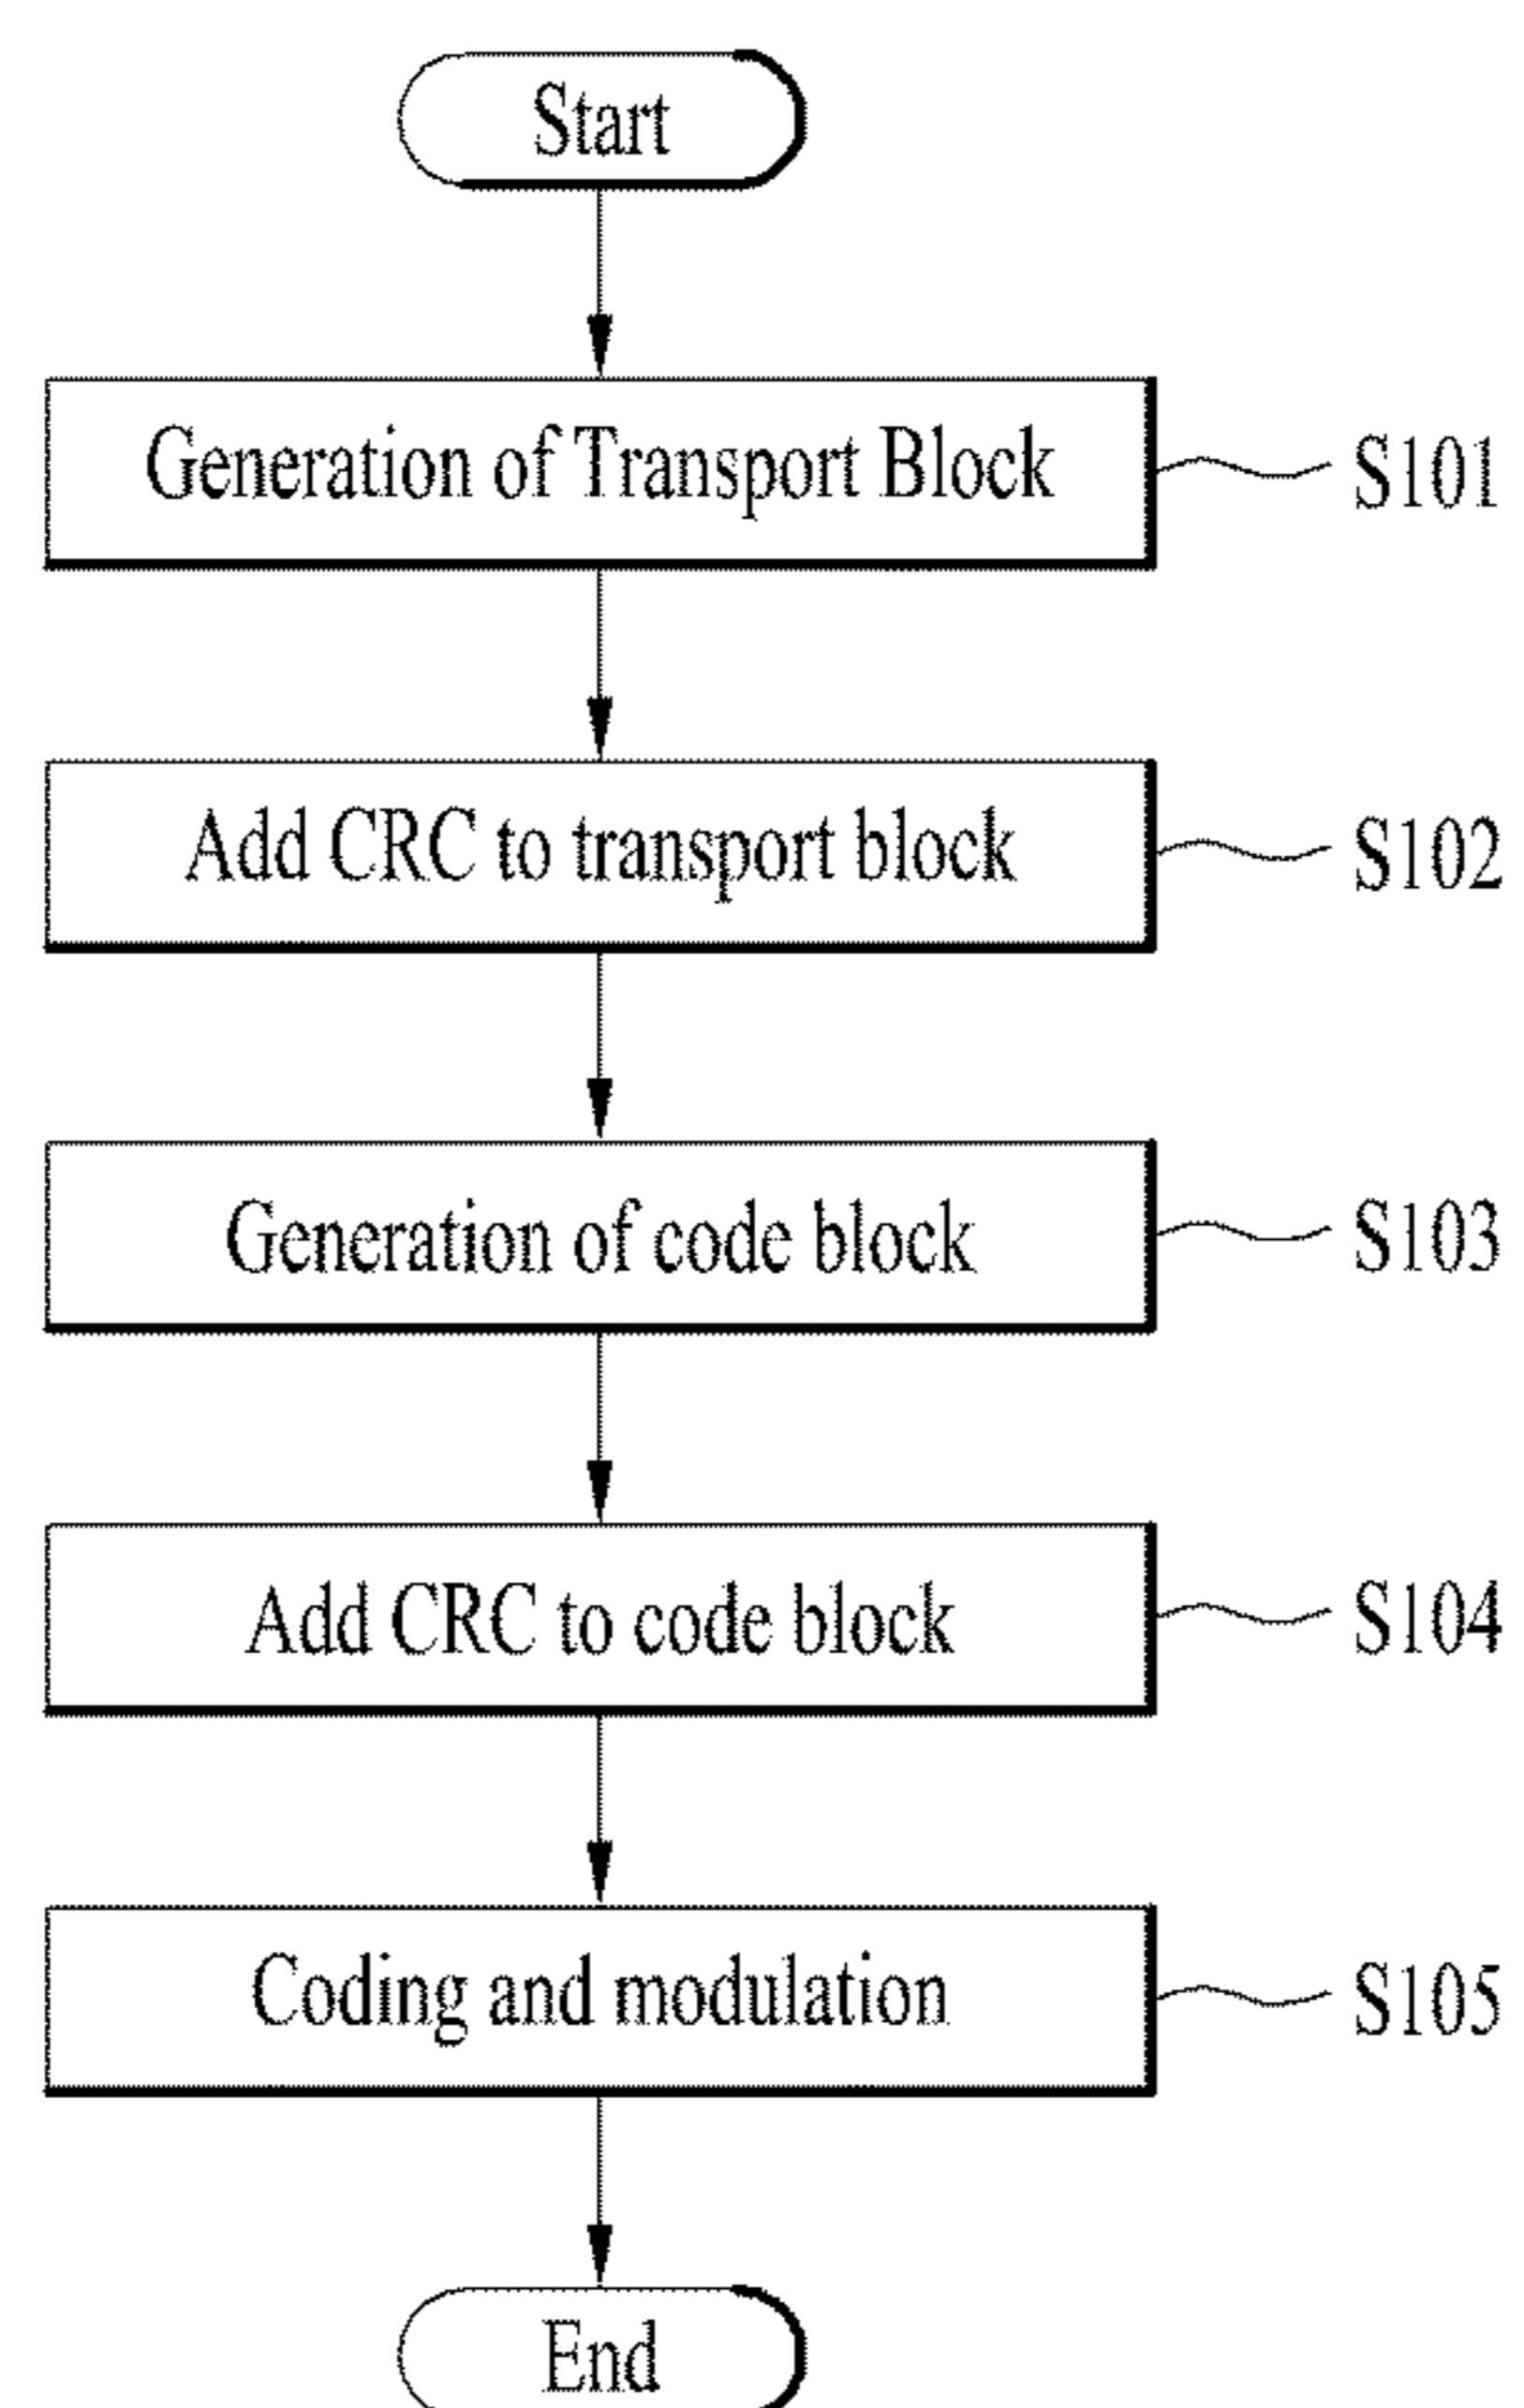 Start
Generation of Transport Block
S101
Add CRC to transport block
S102
Generation of code block
S103
Add CRC to code block
S104
Coding and modulation
S105
End